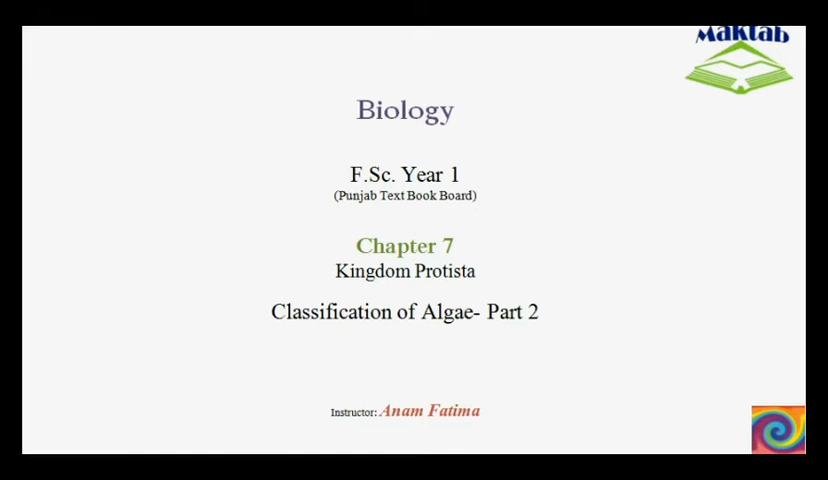 Maktab
Biology
F.Sc. Year 1
(Punjab Text Book Board)
Chapter 7
Kingdom Protista
Classification of Algae- Part 2
Instructor: Anam Fatima